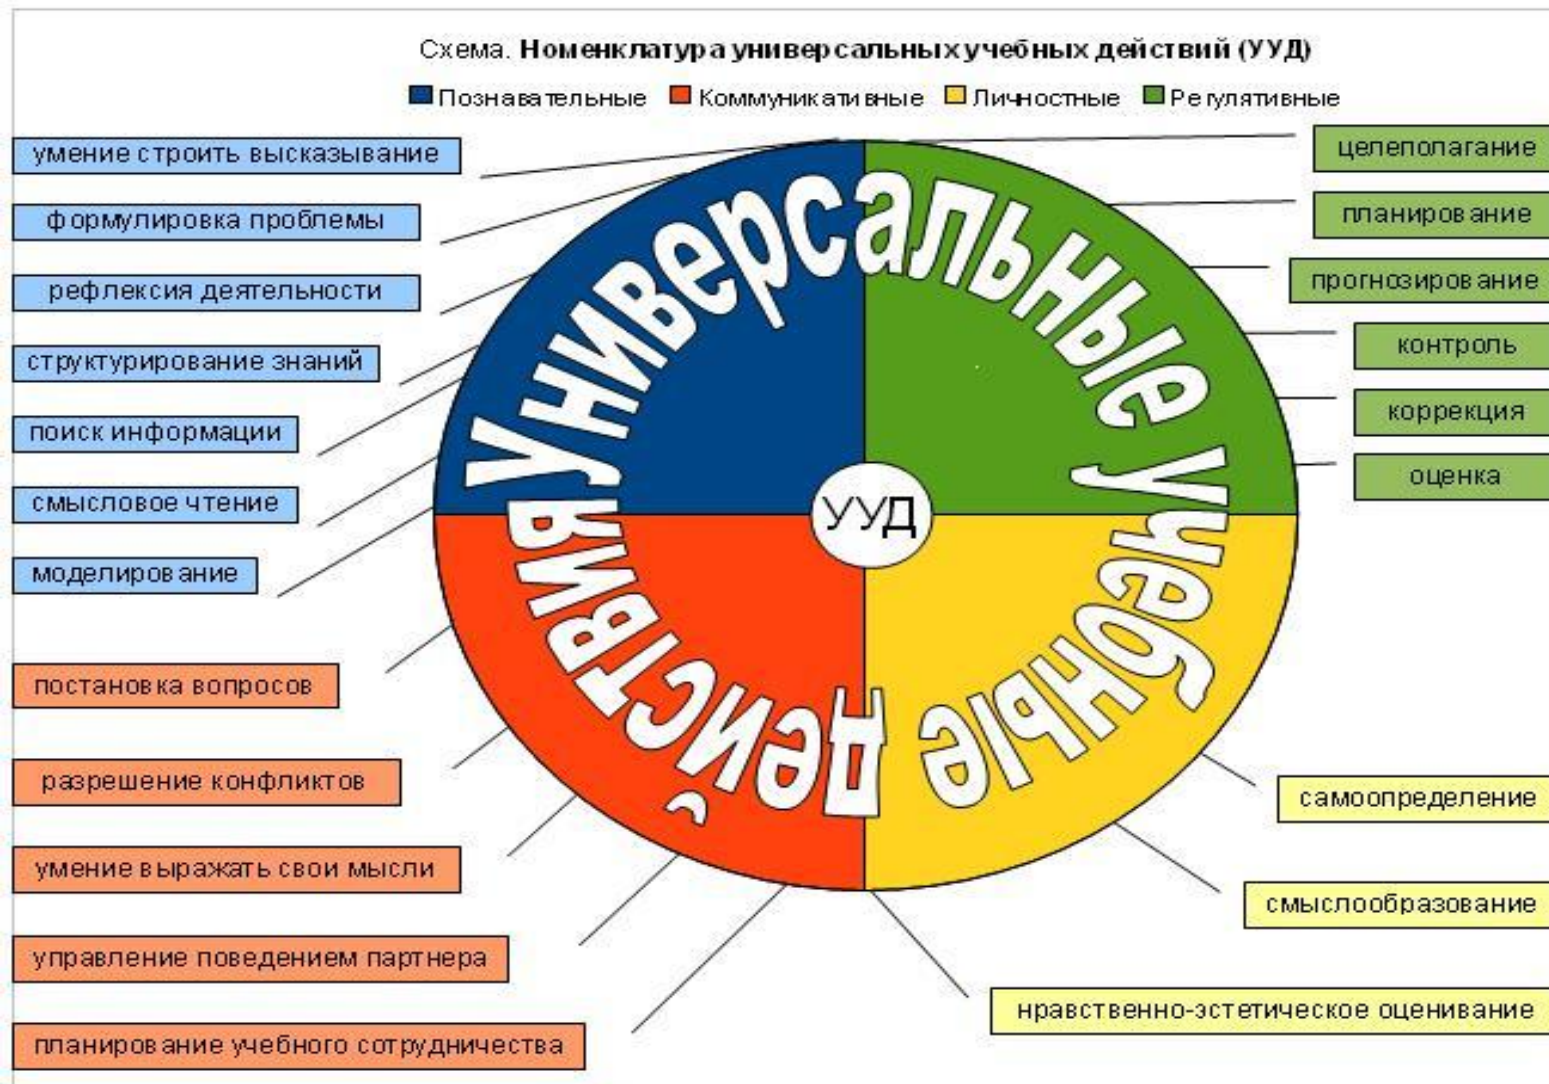 Схема. Номенклатура универсальных учебных действий (УУД)
Познавательные Коммуникативные Личностные Регулятивные
умение строить высказывание
формулировка проблемы
рефлексия деятельности
структурирование знаний
поиск информации
смысловое чтение
моделирование
постановка вопросов
разрешение конфликтов
умение выражать свои мысли
управление поведением партнера
планирование учебного сотрудничества
Универсальные учебные действия
УУД
целеполагание
планирование
прогнозирование
контроль
коррекция
оценка
самоопределение
смыслообразование
нравственно-эстетическое оценивание